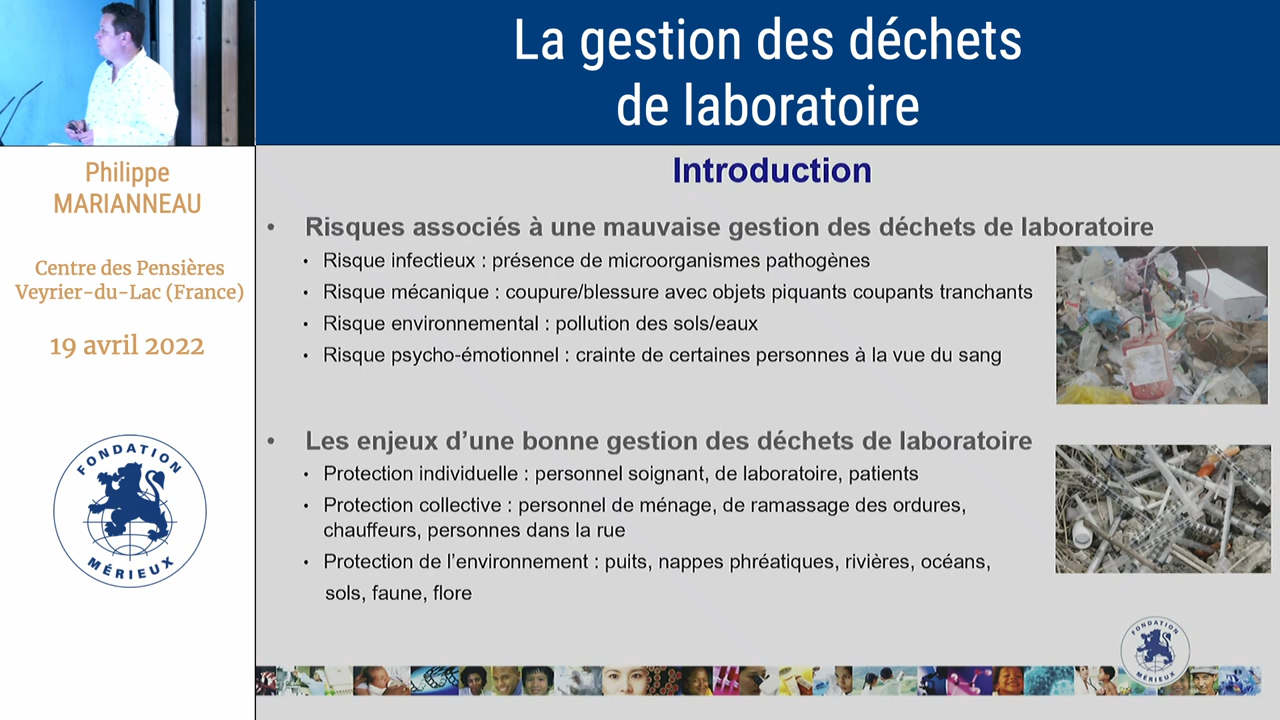 La gestion des déchets
de laboratoire
Philippe
MARIANNEAU
Centre des Pensières
Veyrier-du-Lac (France)
19 avril 2022
FONDATION
MÉRIEUX
Introduction
• Risques associés à une mauvaise gestion des déchets de laboratoire
• Risque infectieux : présence de microorganismes pathogènes
• Risque mécanique : coupure/blessure avec objets piquants coupants tranchants
• Risque environnemental : pollution des sols/eaux
• Risque psycho-émotionnel : crainte de certaines personnes à la vue du sang
• Les enjeux d’une bonne gestion des déchets de laboratoire
• Protection individuelle : personnel soignant, de laboratoire, patients
• Protection collective : personnel de ménage, de ramassage des ordures,
chauffeurs, personnes dans la rue
• Protection de l’environnement : puits, nappes phréatiques, rivières, océans,
sols, faune, flore
FONDATION
MÉRIEUX